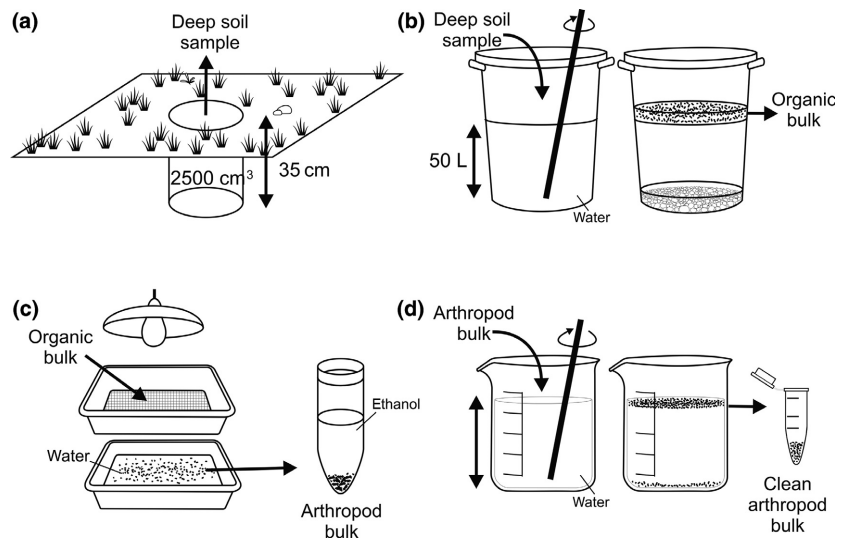 (a)
Deep soil
sample
2500 cm³
35 cm
(b)
Deep soil
sample
50 L
Water
Organic
bulk
(c)
Organic
bulk
Water
Ethanol
Arthropod
bulk
(d)
Arthropod
bulk
Water
Clean
arthropod
bulk